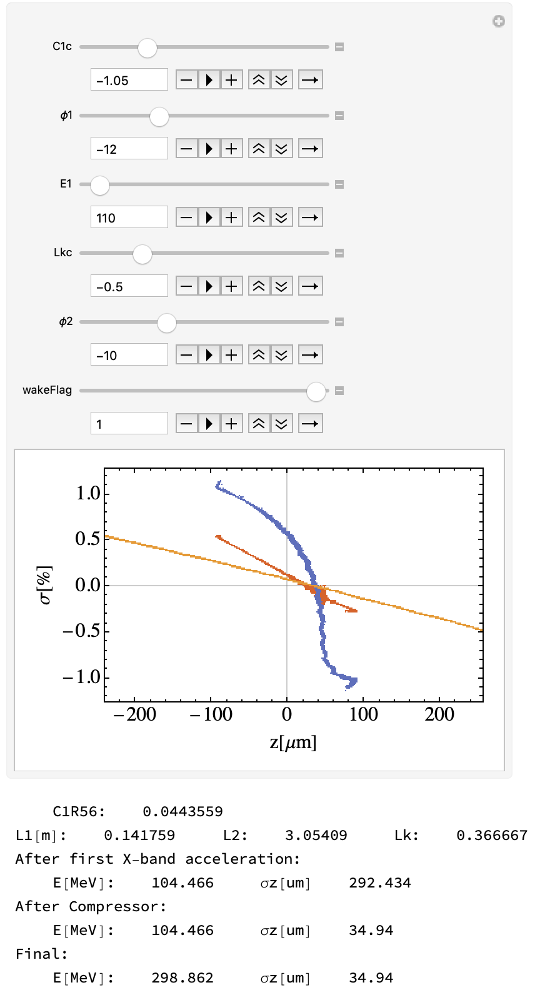 C1c
−1.05
ϕ1
−12
E1
110
Lkc
−0.5
ϕ2
−10
wakeFlag
1
1.0
0.5
0.0
−0.5
−1.0
σ[%]
−200 −100 0 100 200
z[μm]
C1R56: 0.0443559
L1[m]: 0.141759 L2: 3.05409 Lk: 0.366667
After first X-band acceleration:
E[MeV]: 104.466 σz[um] 292.434
After Compressor:
E[MeV]: 104.466 σz[um] 34.94
Final:
E[MeV]: 298.862 σz[um] 34.94